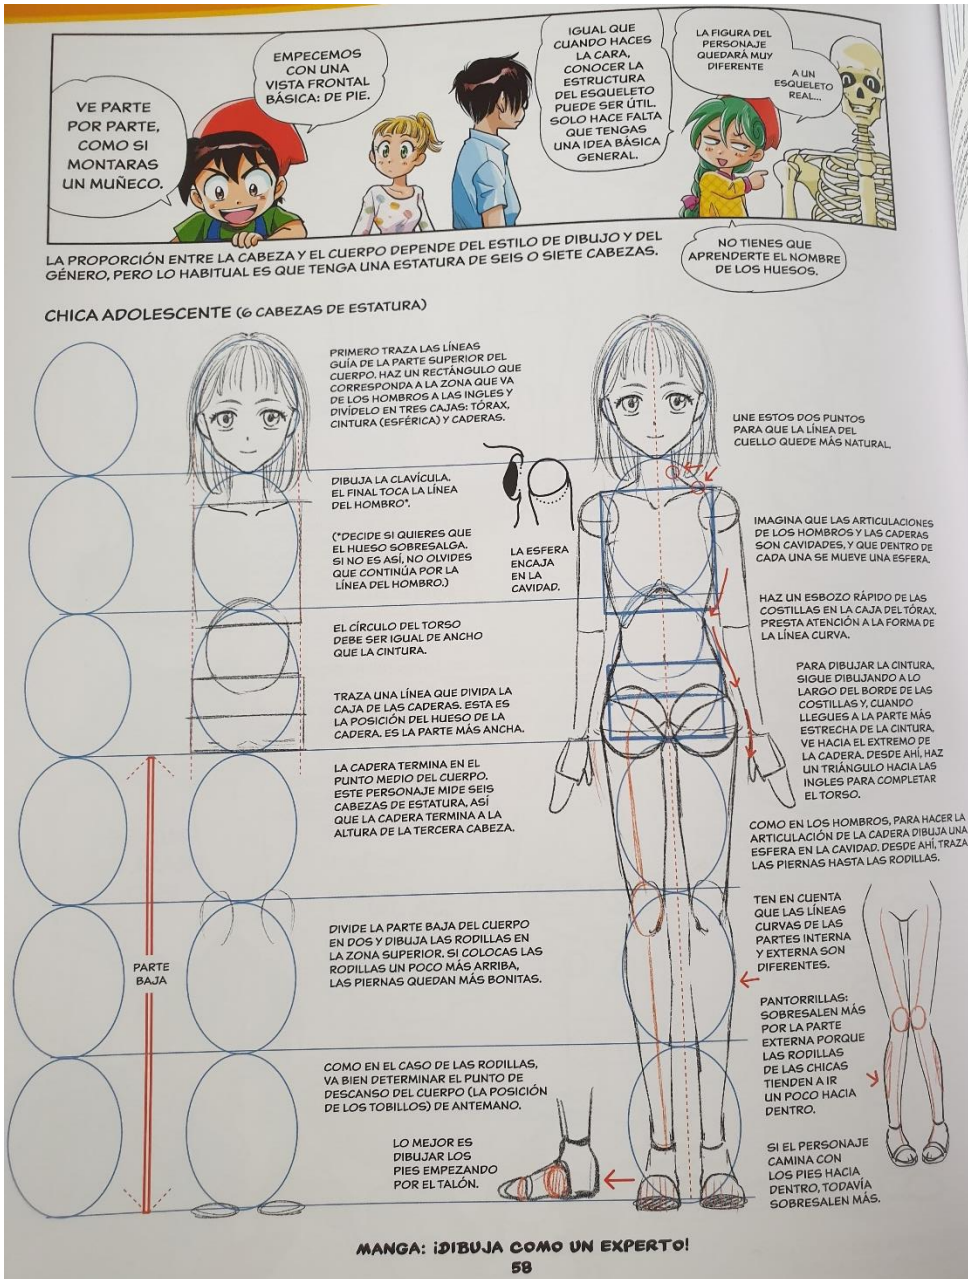 VE PARTE
POR PARTE,
COMO SI
MONTARAS
UN MUÑECO.
EMPECEMOS
CON UNA
VISTA FRONTAL
BÁSICA: DE PIE.
IGUAL QUE
CUANDO HACES
LA CARA,
CONOCER LA
ESTRUCTURA
DEL ESQUELETO
PUEDE SER ÚTIL.
SOLO HACE FALTA
QUE TENGAS
UNA IDEA BÁSICA
GENERAL.
LA FIGURA DEL
PERSONAJE
QUEDARÁ MUY
DIFERENTE
A UN
ESQUELETO
REAL...
NO TIENES QUE
APRENDERTE EL NOMBRE
DE LOS HUESOS.
LA PROPORCIÓN ENTRE LA CABEZA Y EL CUERPO DEPENDE DEL ESTILO DE DIBUJO Y DEL
GÉNERO, PERO LO HABITUAL ES QUE TENGA UNA ESTATURA DE SEIS O SIETE CABEZAS.
CHICA ADOLESCENTE (6 CABEZAS DE ESTATURA)
PRIMERO TRAZA LAS LÍNEAS
GUÍA DE LA PARTE SUPERIOR DEL
CUERPO. HAZ UN RECTÁNGULO QUE
CORRESPONDA A LA ZONA QUE VA
DE LOS HOMBROS A LAS INGLES Y
DIVÍDELO EN TRES CAJAS: TÓRAX,
CINTURA (ESFÉRICA) Y CADERAS.
UNE ESTOS DOS PUNTOS
PARA QUE LA LÍNEA DEL
CUELLO QUEDE MÁS NATURAL.
DIBUJA LA CLAVÍCULA.
EL FINAL TOCA LA LÍNEA
DEL HOMBRO*.
(*DECIDE SI QUIERES QUE
EL HUESO SOBRESALGA.
SI NO ES ASÍ, NO OLVIDES
QUE CONTINÚA POR LA
LÍNEA DEL HOMBRO.)
LA ESFERA
ENCAJA
EN LA
CAVIDAD.
IMAGINA QUE LAS ARTICULACIONES
DE LOS HOMBROS Y LAS CADERAS
SON CAVIDADES, Y QUE DENTRO DE
CADA UNA SE MUEVE UNA ESFERA.
HAZ UN ESBOZO RÁPIDO DE LAS
COSTILLAS EN LA CAJA DEL TÓRAX.
PRESTA ATENCIÓN A LA FORMA DE
LA LÍNEA CURVA.
EL CÍRCULO DEL TORSO
DEBE SER IGUAL DE ANCHO
QUE LA CINTURA.
TRAZA UNA LÍNEA QUE DIVIDA LA
CAJA DE LAS CADERAS. ESTA ES
LA POSICIÓN DEL HUESO DE LA
CADERA. ES LA PARTE MÁS ANCHA.
PARA DIBUJAR LA CINTURA,
SIGUE DIBUJANDO A LO
LARGO DEL BORDE DE LAS
COSTILLAS Y, CUANDO
LLEGUES A LA PARTE MÁS
ESTRECHA DE LA CINTURA,
VE HACIA EL EXTREMO DE
LA CADERA. DESDE AHÍ, HAZ
UN TRIÁNGULO HACIA LAS
INGLES PARA COMPLETAR
EL TORSO.
LA CADERA TERMINA EN EL
PUNTO MEDIO DEL CUERPO.
ESTE PERSONAJE MIDE SEIS
CABEZAS DE ESTATURA, ASÍ
QUE LA CADERA TERMINA A LA
ALTURA DE LA TERCERA CABEZA.
COMO EN LOS HOMBROS, PARA HACER LA
ARTICULACIÓN DE LA CADERA DIBUJA UNA
ESFERA EN LA CAVIDAD. DESDE AHÍ, TRAZA
LAS PIERNAS HASTA LAS RODILLAS.
PARTE
BAJA
DIVIDE LA PARTE BAJA DEL CUERPO
EN DOS Y DIBUJA LAS RODILLAS EN
LA ZONA SUPERIOR. SI COLOCAS LAS
RODILLAS UN POCO MÁS ARRIBA,
LAS PIERNAS QUEDAN MÁS BONITAS.
TEN EN CUENTA
QUE LAS LÍNEAS
CURVAS DE LAS
PARTES INTERNA
Y EXTERNA SON
DIFERENTES.
PANTORRILLAS:
SOBRESALEN MÁS
POR LA PARTE
EXTERNA PORQUE
LAS RODILLAS
DE LAS CHICAS
TIENDEN A IR
UN POCO HACIA
DENTRO.
COMO EN EL CASO DE LAS RODILLAS,
VA BIEN DETERMINAR EL PUNTO DE
DESCANSO DEL CUERPO (LA POSICIÓN
DE LOS TOBILLOS) DE ANTEMANO.
LO MEJOR ES
DIBUJAR LOS
PIES EMPEZANDO
POR EL TALÓN.
SI EL PERSONAJE
CAMINA CON
LOS PIES HACIA
DENTRO, TODAVÍA
SOBRESALEN MÁS.
MANGA: ¡DIBUJA COMO UN EXPERTO!
58